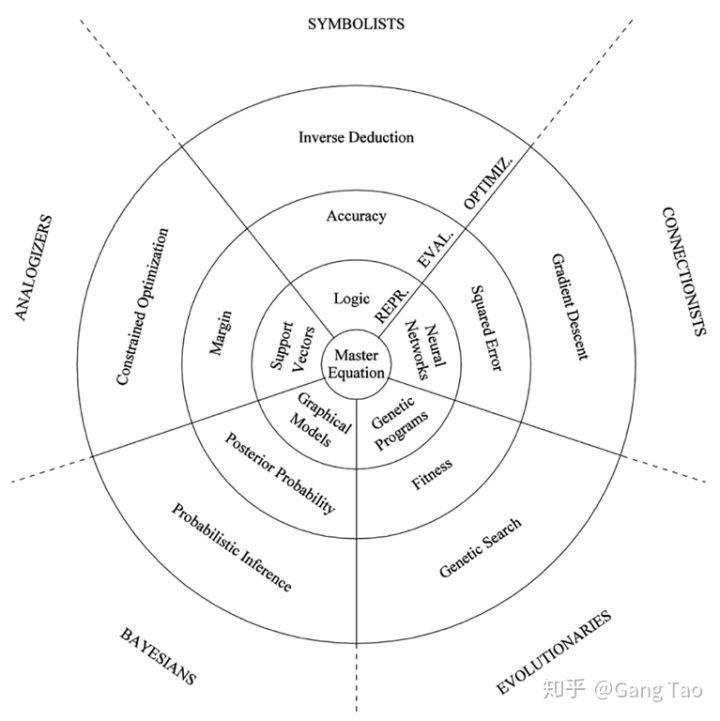 SYMBOLISTS
Inverse Deduction
OPTIMIZ.
Accuracy
EVAL.
Logic
REPR.
ANALOGIZERS
Constrained Optimization
Margin
Support
Vectors
Master
Equation
Neural
Networks
Squared Error
Gradient Descent
CONNECTIONISTS
Graphical
Models
Genetic
Programs
Posterior Probability
Fitness
Probabilistic Inference
Genetic Search
BAYESIANS
EVOLUTIONARIES
知乎 @Gang Tao